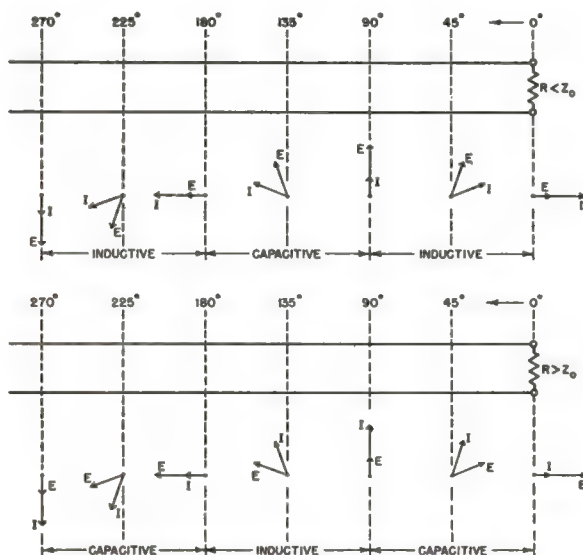 270° 225° 180° 135° 90° 45° 0°
R<Z₀
E E
I I E I E I E I E I E I
E
INDUCTIVE CAPACITIVE INDUCTIVE
270° 225° 180° 135° 90° 45° 0°
R>Z₀
I I
E E I E E E I E I E
I I
CAPACITIVE INDUCTIVE CAPACITIVE